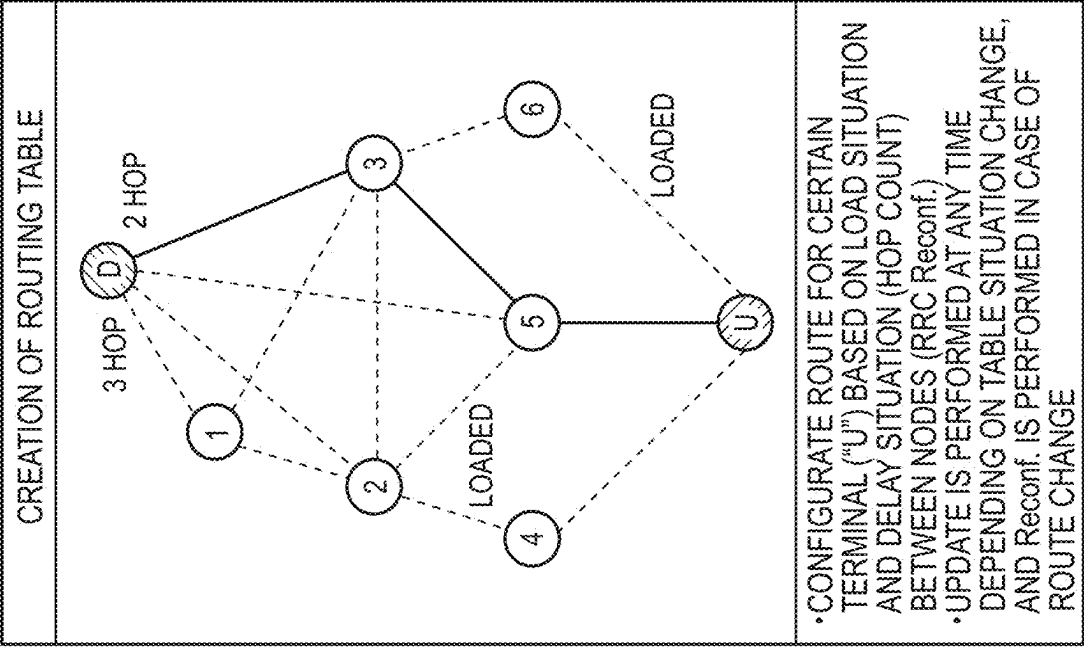 CREATION OF ROUTING TABLE
D
3 HOP
2 HOP
1
3
2
LOADED
LOADED
4
5
6
U
•CONFIGURATE ROUTE FOR CERTAIN
TERMINAL ("U") BASED ON LOAD SITUATION
AND DELAY SITUATION (HOP COUNT)
BETWEEN NODES (RRC Reconf.)
•UPDATE IS PERFORMED AT ANY TIME
DEPENDING ON TABLE SITUATION CHANGE,
AND Reconf. IS PERFORMED IN CASE OF
ROUTE CHANGE